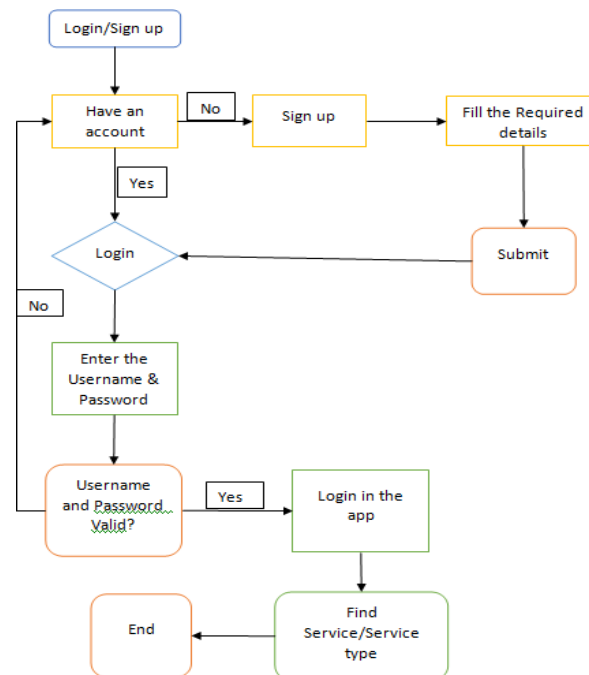 Login/Sign up
Have an
account
No
Sign up
Fill the Required
details
Yes
Login
Submit
No
Enter the
Username &
Password
Username
and Password
Valid?
Yes
Login in the
app
End
Find
Service/Service
type